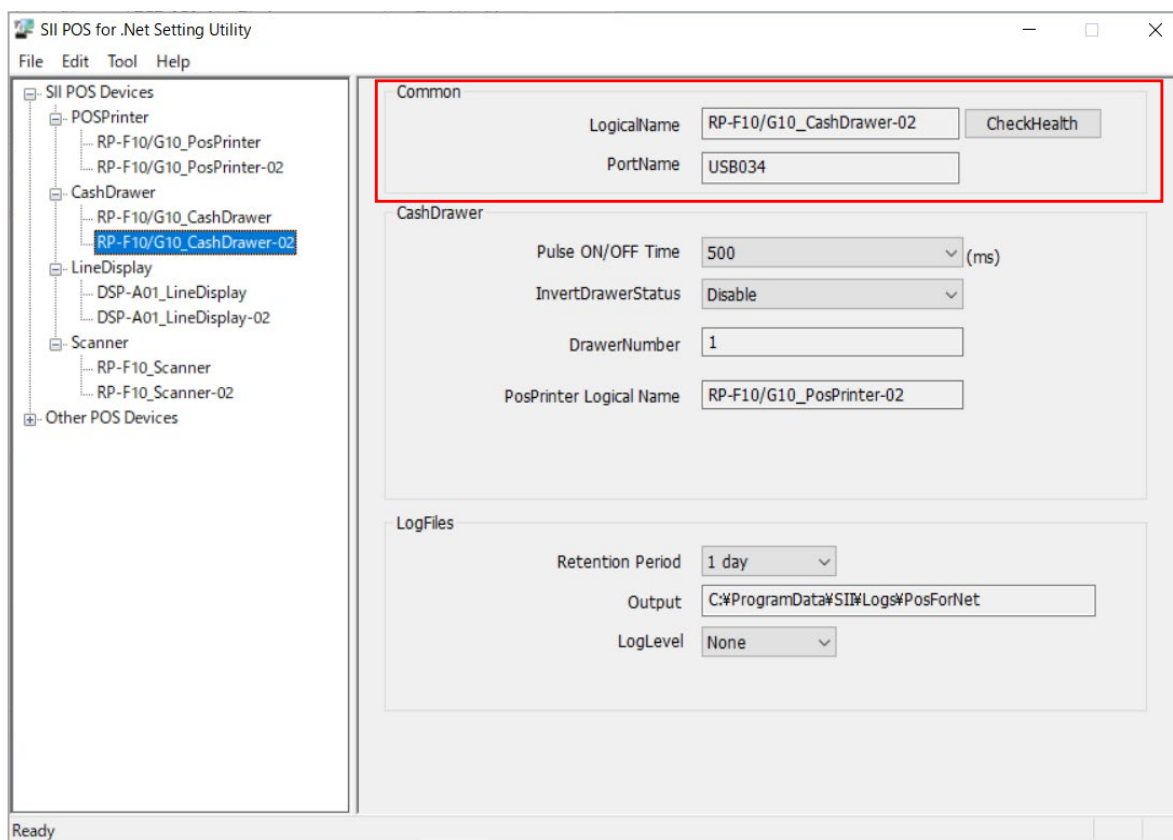 SII POS for .Net Setting Utility
File Edit Tool Help
SII POS Devices
POSPrinter
RP-F10/G10_PosPrinter
RP-F10/G10_PosPrinter-02
CashDrawer
RP-F10/G10_CashDrawer
RP-F10/G10_CashDrawer-02
LineDisplay
DSP-A01_LineDisplay
DSP-A01_LineDisplay-02
Scanner
RP-F10_Scanner
RP-F10_Scanner-02
Other POS Devices
Common
LogicalName RP-F10/G10_CashDrawer-02 CheckHealth
PortName USB034
CashDrawer
Pulse ON/OFF Time 500 (ms)
InvertDrawerStatus Disable
DrawerNumber 1
PosPrinter Logical Name RP-F10/G10_PosPrinter-02
LogFiles
Retention Period 1 day
Output C:¥ProgramData¥SII¥Logs¥PosForNet
LogLevel None
Ready